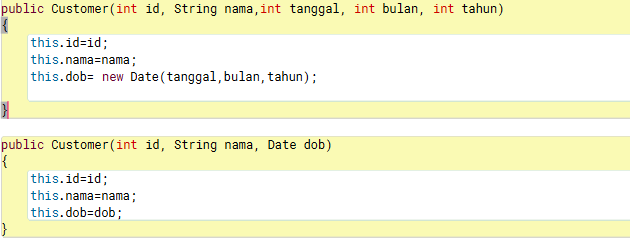 public Customer(int id, String nama,int tanggal, int bulan, int tahun)
{
this.id=id;
this.nama=nama;
this.dob= new Date(tanggal,bulan,tahun);
}
public Customer(int id, String nama, Date dob)
{
this.id=id;
this.nama=nama;
this.dob=dob;
}